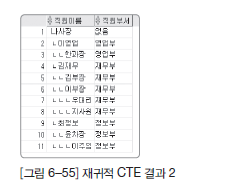 직원이름 직원부서
1 나사장 없음
2 ㄴ이영업 영업부
3 ㄴㄴ한과장 영업부
4 ㄴ김재무 재무부
5 ㄴㄴ김부장 재무부
6 ㄴㄴ이부장 재무부
7 ㄴㄴㄴ우대리 재무부
8 ㄴㄴㄴ지사원 재무부
9 ㄴ최정보 정보부
10 ㄴㄴ윤차장 정보부
11 ㄴㄴㄴ이주임 정보부
[그림 6-55] 재귀적 CTE 결과 2